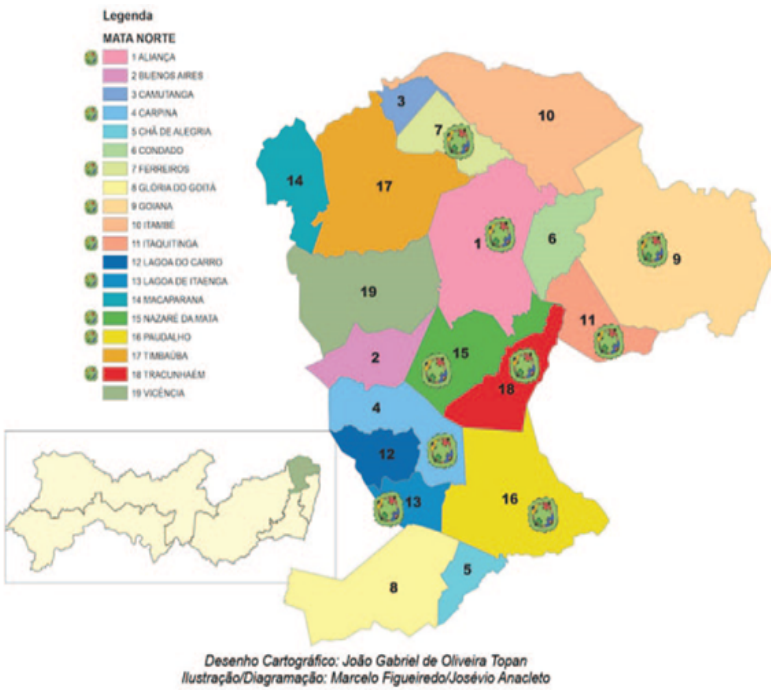 Legenda
MATA NORTE
1 ALIANÇA
2 BUENOS AIRES
3 CAMUTANGA
4 CARPINA
5 CHÃ DE ALEGRIA
6 CONDADO
7 FERREIROS
8 GLÓRIA DO GOITÁ
9 GOIANA
10 ITAMBÉ
11 ITAQUITINGA
12 LAGOA DO CARRO
13 LAGOA DE ITAENGA
14 MACAPARANA
15 NAZARÉ DA MATA
16 PAUDALHO
17 TIMBAÚBA
18 TRACUNHAÉM
19 VICÊNCIA
3
7
10
14
17
1
6
9
19
11
2
15
18
4
12
13
16
5
8
Desenho Cartográfico: João Gabriel de Oliveira Topan
Ilustração/Diagramação: Marcelo Figueiredo/Josévio Anacleto